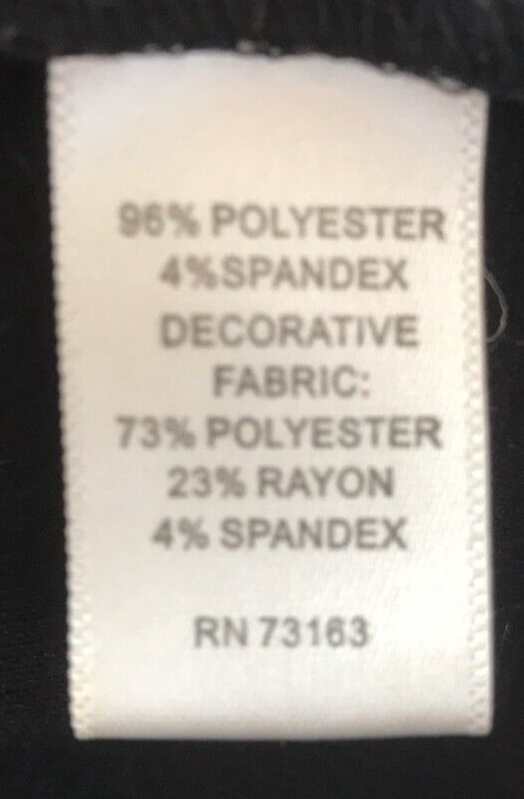 96% POLYESTER
4%SPANDEX
DECORATIVE
FABRIC:
73% POLYESTER
23% RAYON
4% SPANDEX
RN 73163